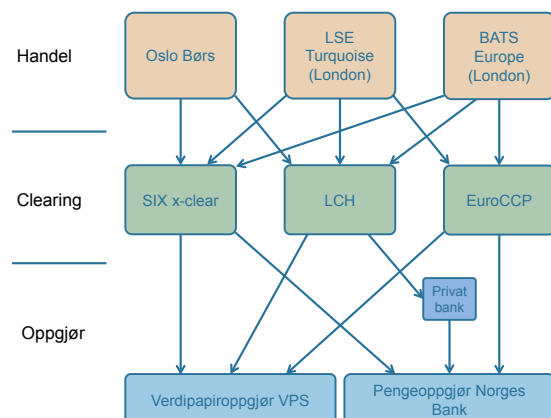 Handel
Oslo Børs
LSE
Turquoise
(London)
BATS
Europe
(London)
Clearing
SIX x-clear
LCH
EuroCCP
Oppgjør
Privat
bank
Verdipapiroppgjør VPS
Pengeoppgjør Norges
Bank